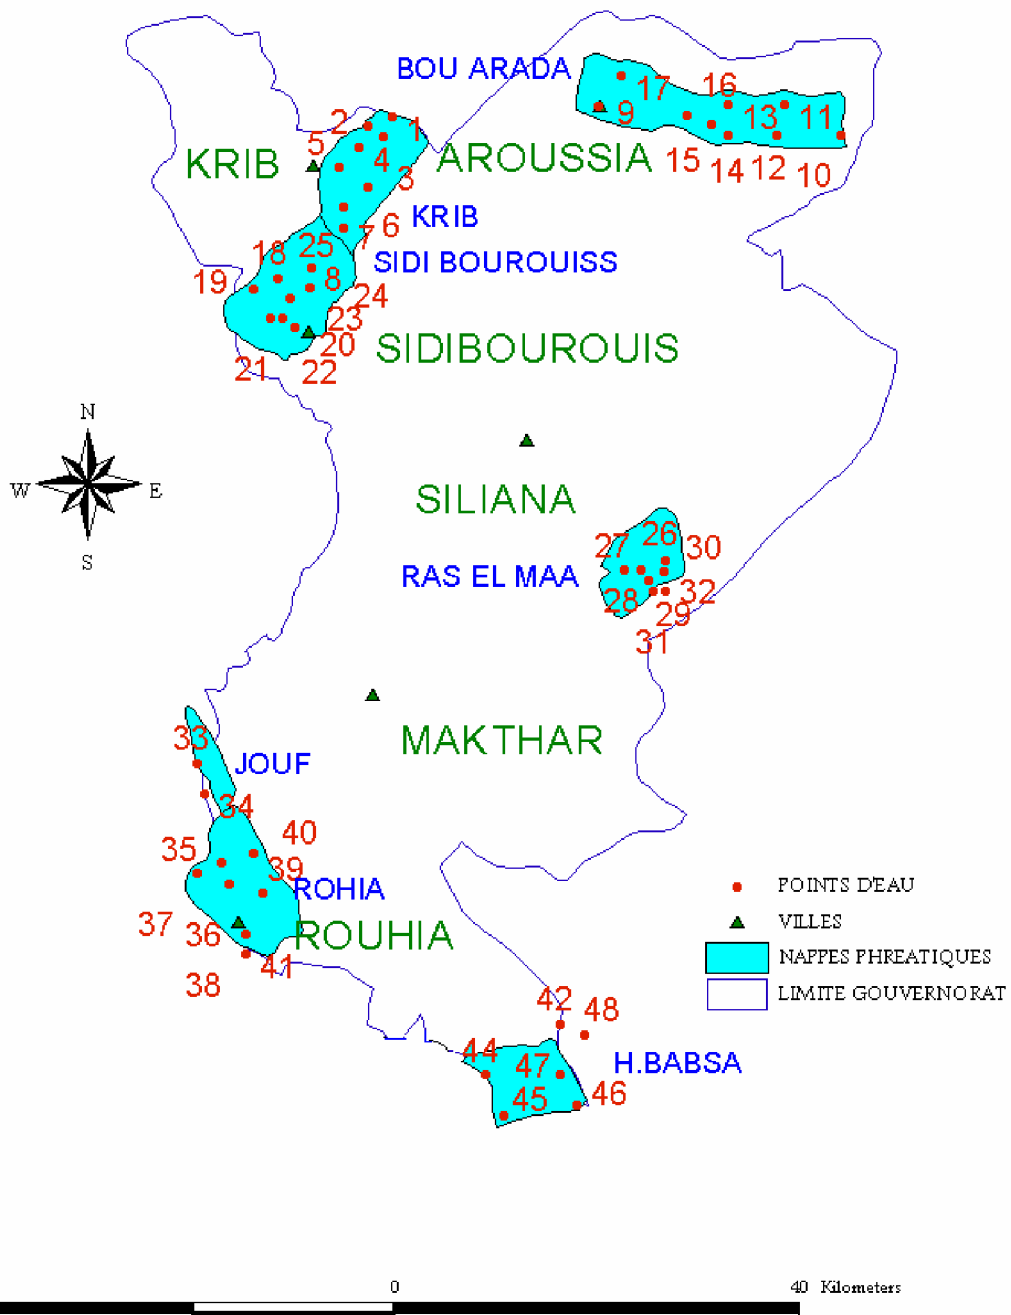 BOU ARADA
17
16
9
13
11
2
1
5
4
KRIB
AROUSSIA
15
14
12
10
3
KRIB
6
7
25
18
SIDI BOUROUISS
19
8
24
23
20
SIDIBOUROUIS
21
22
N
W
E
S
SILIANA
26
27
30
RAS EL MAA
28
32
29
31
MAKTHAR
33
JOUF
34
40
35
39
ROHIA
37
36
ROUHIA
41
38
POINTS D'EAU
VILLES
NAPPES PHREATIQUES
LIMITE GOUVERNORAT
42
48
44
47
H.BABSA
45
46
0
40 Kilometers